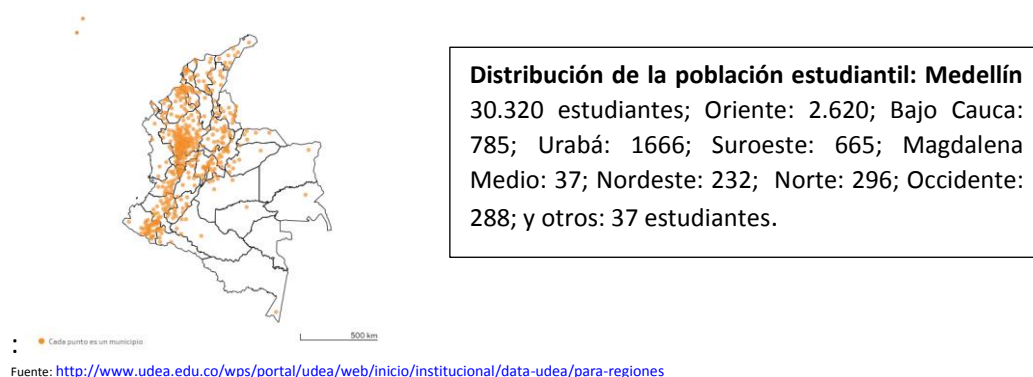 Distribución de la población estudiantil: Medellín
30.320 estudiantes; Oriente: 2.620; Bajo Cauca:
785; Urabá: 1666; Suroeste: 665; Magdalena
Medio: 37; Nordeste: 232; Norte: 296; Occidente:
288; y otros: 37 estudiantes.
500 km
: Cada punto es un municipio
Fuente: http://www.udea.edu.co/wps/portal/udea/web/inicio/institucional/data-udea/para-regiones